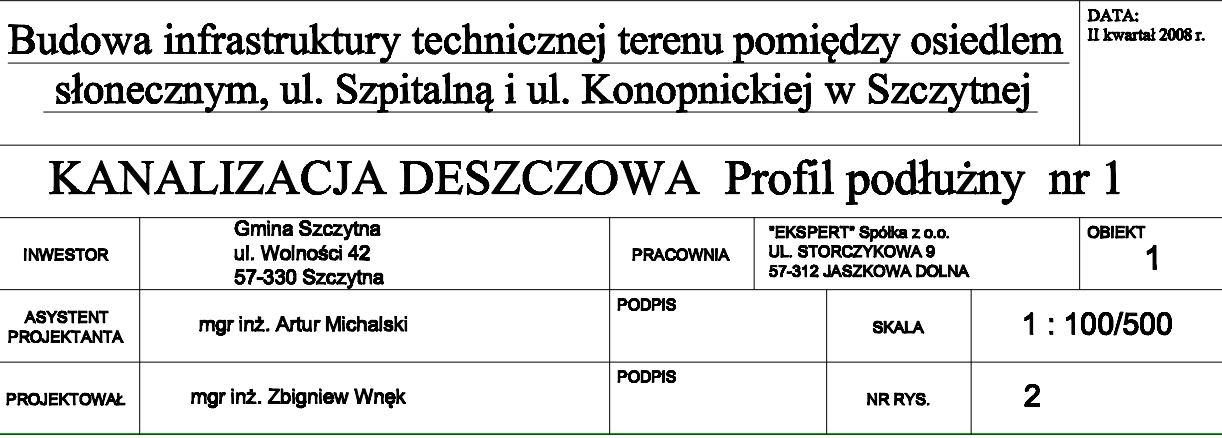 Budowa infrastruktury technicznej terenu pomiędzy osiedlem
słonecznym, ul. Szpitalną i ul. Konopnickiej w Szczytnej
DATA:
II kwartał 2008 r.
KANALIZACJA DESZCZOWA Profil podłużny nr 1
INWESTOR
Gmina Szczytna
ul. Wolności 42
57-330 Szczytna
PRACOWNIA
"EKSPERT" Spółka z o.o.
UL. STORCZYKOWA 9
57-312 JASZKOWA DOLNA
OBIEKT
1
ASYSTENT
PROJEKTANTA
mgr inż. Artur Michalski
PODPIS
SKALA
1 : 100/500
PROJEKTOWAŁ
mgr inż. Zbigniew Wnęk
PODPIS
NR RYS.
2